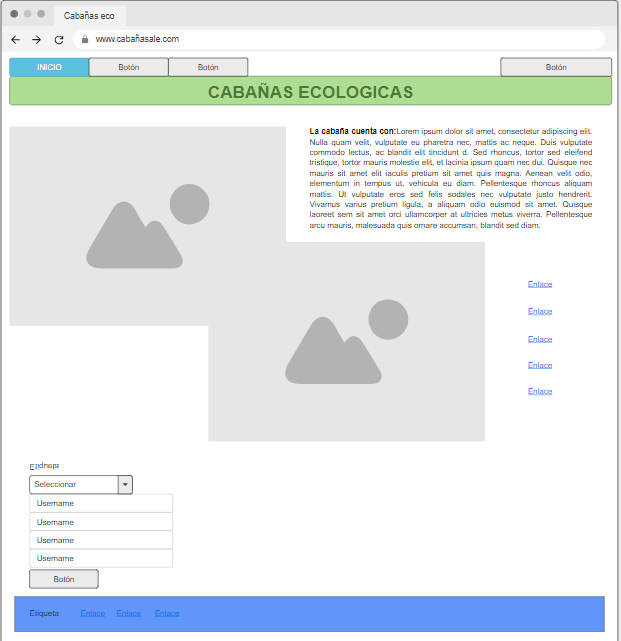 Cabañas eco
www.cabañasale.com
INICIO Botón Botón Botón
CABAÑAS ECOLOGICAS
La cabaña cuenta con:Lorem ipsum dolor sit amet, consectetur adipiscing elit.
Nulla quam velit, vulputate eu pharetra nec, mattis ac neque. Duis vulputate
commodo lectus, ac blandit elit tincidunt d. Sed rhoncus, tortor sed eleifend
tristique, tortor mauris molestie elit, et lacinia ipsum quam nec dui. Quisque nec
mauris sit amet elit iaculis pretium sit amet quis magna. Aenean velit odio,
elementum in tempus ut, vehicula eu diam. Pellentesque rhoncus aliquam
mattis. Ut vulputate eros sed felis sodales nec vulputate justo hendrerit.
Vivamus varius pretium ligula, a aliquam odio euismod sit amet. Quisque
laoreet sem sit amet orci ullamcorper at ultricies metus viverra. Pellentesque
arcu mauris, malesuada quis ornare accumsan, blandit sed diam.
Enlace
Enlace
Enlace
Enlace
Enlace
Seleccionar
Username
Username
Username
Username
Botón
Etiqueta Enlace Enlace Enlace